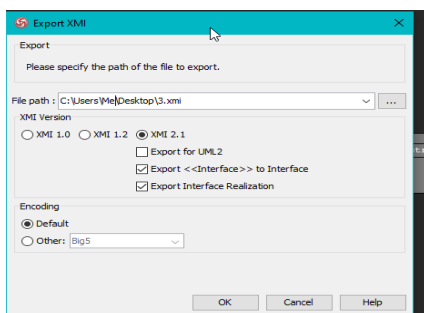 Export XMI
Export
Please specify the path of the file to export.
File path : C:\Users\Me\Desktop\3.xmi
...
XMI Version
XMI 1.0 XMI 1.2 XMI 2.1
Export for UML2
Export <<Interface>> to Interface
Export Interface Realization
Encoding
Default
Other: Big5
OK Cancel Help